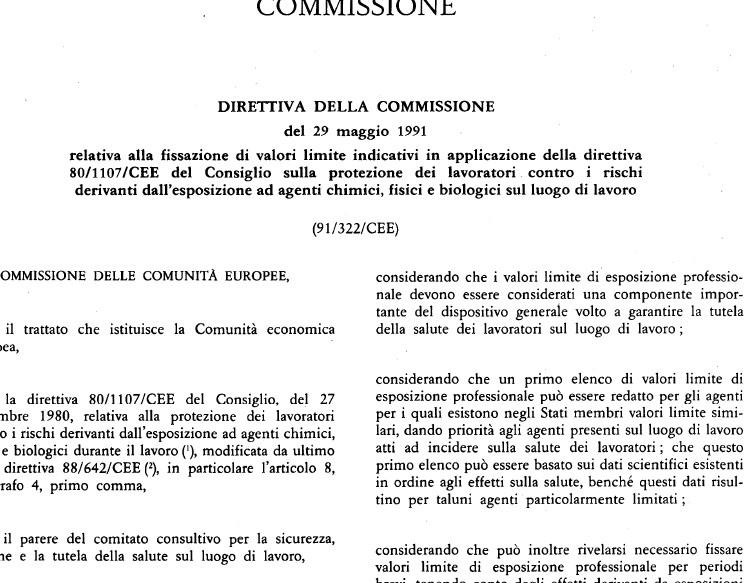 COMMISSIONE
DIRETTIVA DELLA COMMISSIONE
del 29 maggio 1991
relativa alla fissazione di valori limite indicativi in applicazione della direttiva
80/1107/CEE del Consiglio sulla protezione dei lavoratori contro i rischi
derivanti dall'esposizione ad agenti chimici, fisici e biologici sul luogo di lavoro
(91/322/CEE)
OMMISSIONE DELLE COMUNITÀ EUROPEE,
il trattato che istituisce la Comunità economica
pea,
la direttiva 80/1107/CEE del Consiglio, del 27
mbre 1980, relativa alla protezione dei lavoratori
o i rischi derivanti dall'esposizione ad agenti chimici,
e biologici durante il lavoro (¹), modificata da ultimo
direttiva 88/642/CEE (²), in particolare l'articolo 8,
rafo 4, primo comma,
il parere del comitato consultivo per la sicurezza,
ne e la tutela della salute sul luogo di lavoro,
considerando che i valori limite di esposizione professio-
nale devono essere considerati una componente impor-
tante del dispositivo generale volto a garantire la tutela
della salute dei lavoratori sul luogo di lavoro ;
considerando che un primo elenco di valori limite di
esposizione professionale può essere redatto per gli agenti
per i quali esistono negli Stati membri valori limite simi-
lari, dando priorità agli agenti presenti sul luogo di lavoro
atti ad incidere sulla salute dei lavoratori ; che questo
primo elenco può essere basato sui dati scientifici esistenti
in ordine agli effetti sulla salute, benché questi dati risul-
tino per taluni agenti particolarmente limitati ;
considerando che può inoltre rivelarsi necessario fissare
valori limite di esposizione professionale per periodi
brevi, tenendo conto degli effetti derivanti da esposizioni